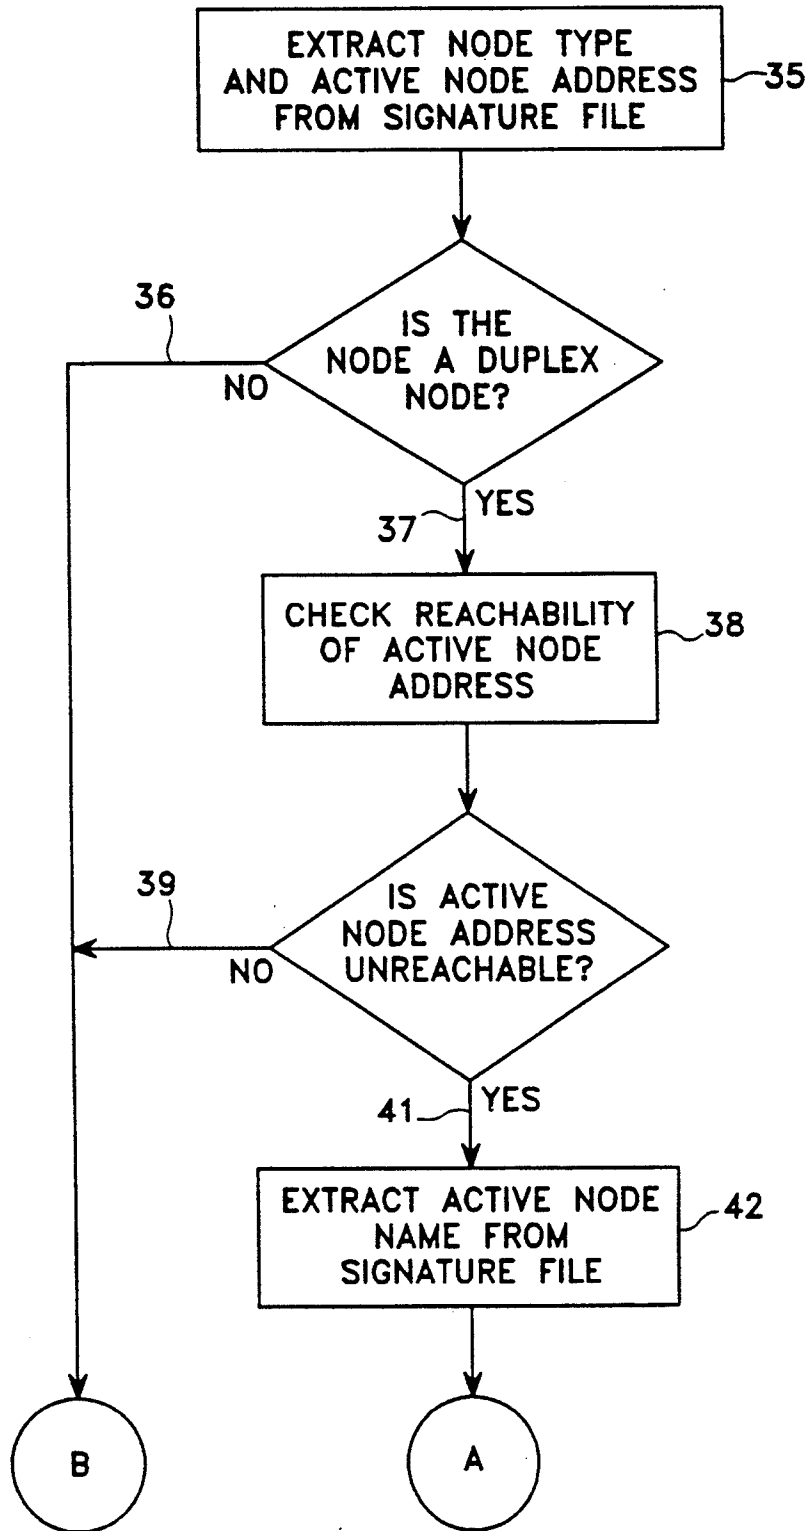 EXTRACT NODE TYPE
AND ACTIVE NODE ADDRESS
FROM SIGNATURE FILE
35
36
IS THE
NODE A DUPLEX
NODE?
NO
YES
37
CHECK REACHABILITY
OF ACTIVE NODE
ADDRESS
38
39
IS ACTIVE
NODE ADDRESS
UNREACHABLE?
NO
YES
41
EXTRACT ACTIVE NODE
NAME FROM
SIGNATURE FILE
42
B
A